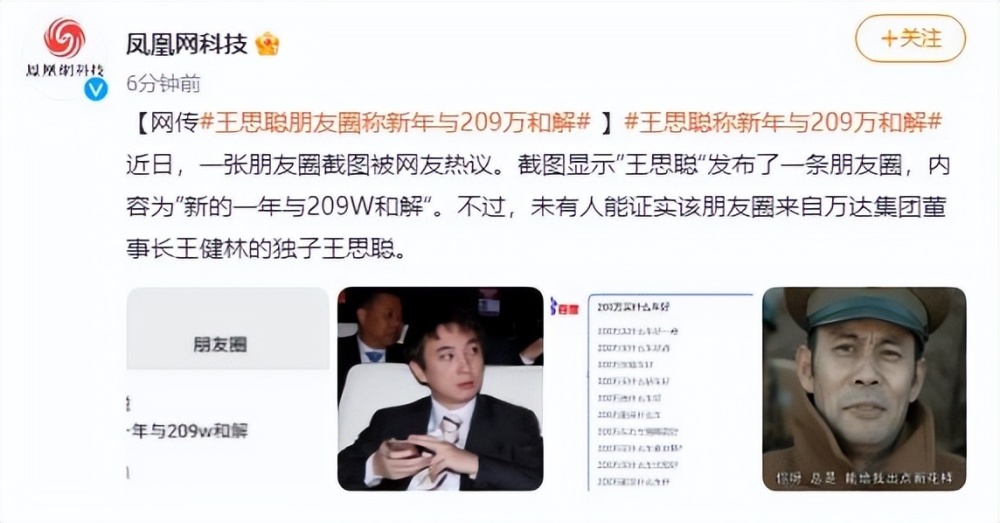 凤凰网科技
凤凰网科技
+关注
6分钟前
【网传#王思聪朋友圈称新年与209万和解# 】#王思聪称新年与209万和解#
近日，一张朋友圈截图被网友热议。截图显示"王思聪"发布了一条朋友圈，内
容为"新的一年与209W和解"。不过，未有人能证实该朋友圈来自万达集团董
事长王健林的独子王思聪。
朋友圈
年与209w和解
百度
200万买什么车好
你呀 总是 能给我出点新花样